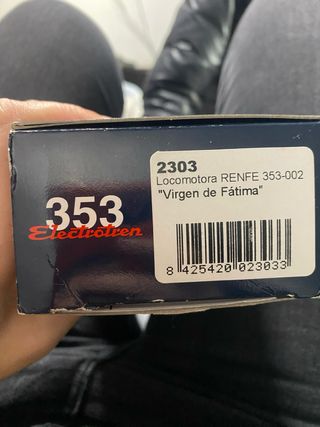 353
Electrotren
2303
Locomotora RENFE 353-002
"Virgen de Fátima"
8 425420 023033